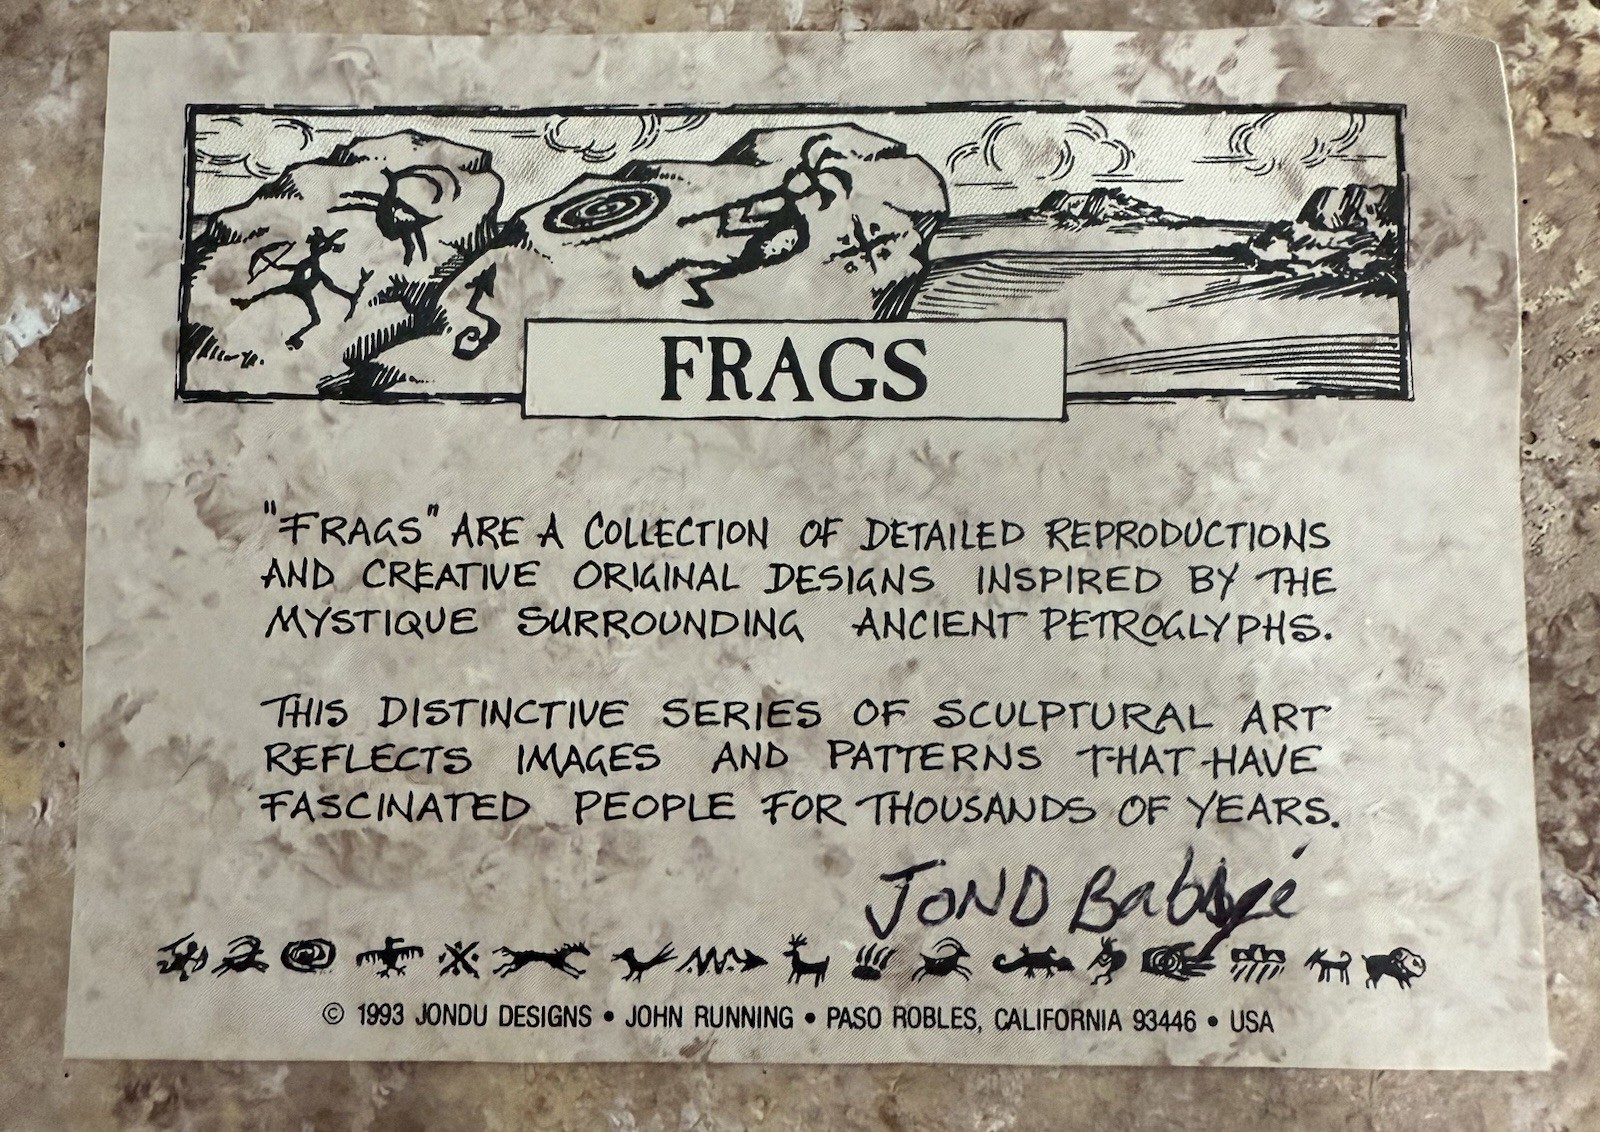 FRAGS
"FRAGS" ARE A COLLECTION OF DETAILED REPRODUCTIONS
AND CREATIVE ORIGINAL DESIGNS INSPIRED BY THE
MYSTIQUE SURROUNDING ANCIENT PETROGLYPHS.
THIS DISTINCTIVE SERIES OF SCULPTURAL ART
REFLECTS IMAGES AND PATTERNS THAT HAVE
FASCINATED PEOPLE FOR THOUSANDS OF YEARS.
JOND
© 1993 JONDU DESIGNS • JOHN RUNNING • PASO ROBLES, CALIFORNIA 93446 • USA